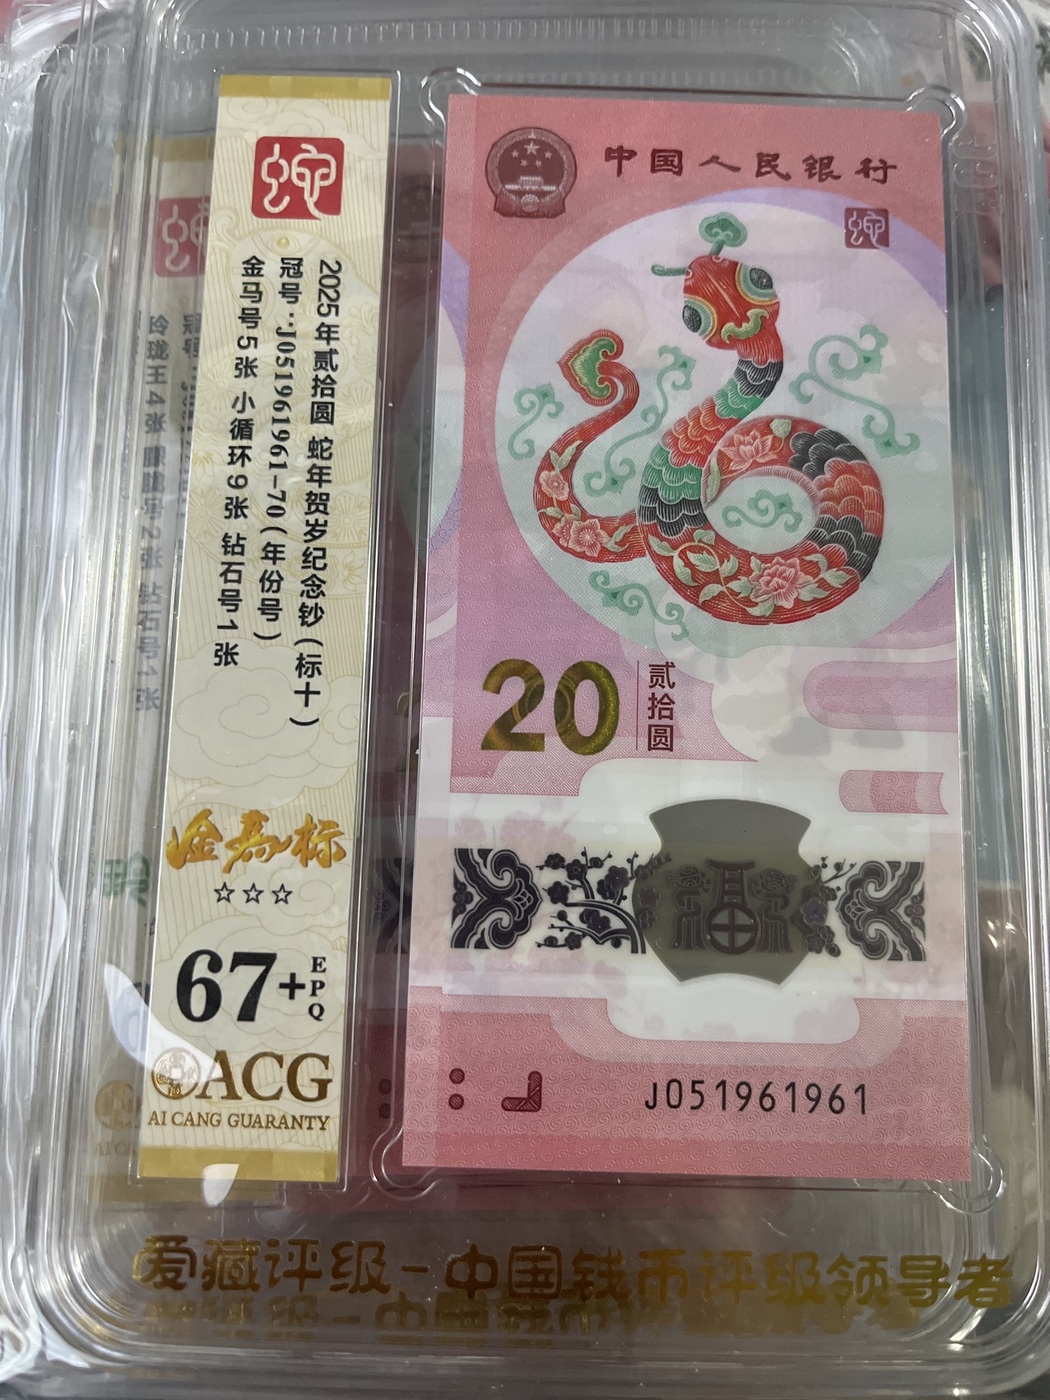 蛇
2025年贰拾圆 蛇年贺岁纪念钞(标十)
冠号:J051961961-70(年份号)
金马号5张 小循环9张 钻石号1张
金马标
☆☆☆
67+EPQ
ACG
AI CANG GUARANTY
中国人民银行
蛇
20
贰拾圆
福
J051961961
爱藏评级-中国钱币评级领导者